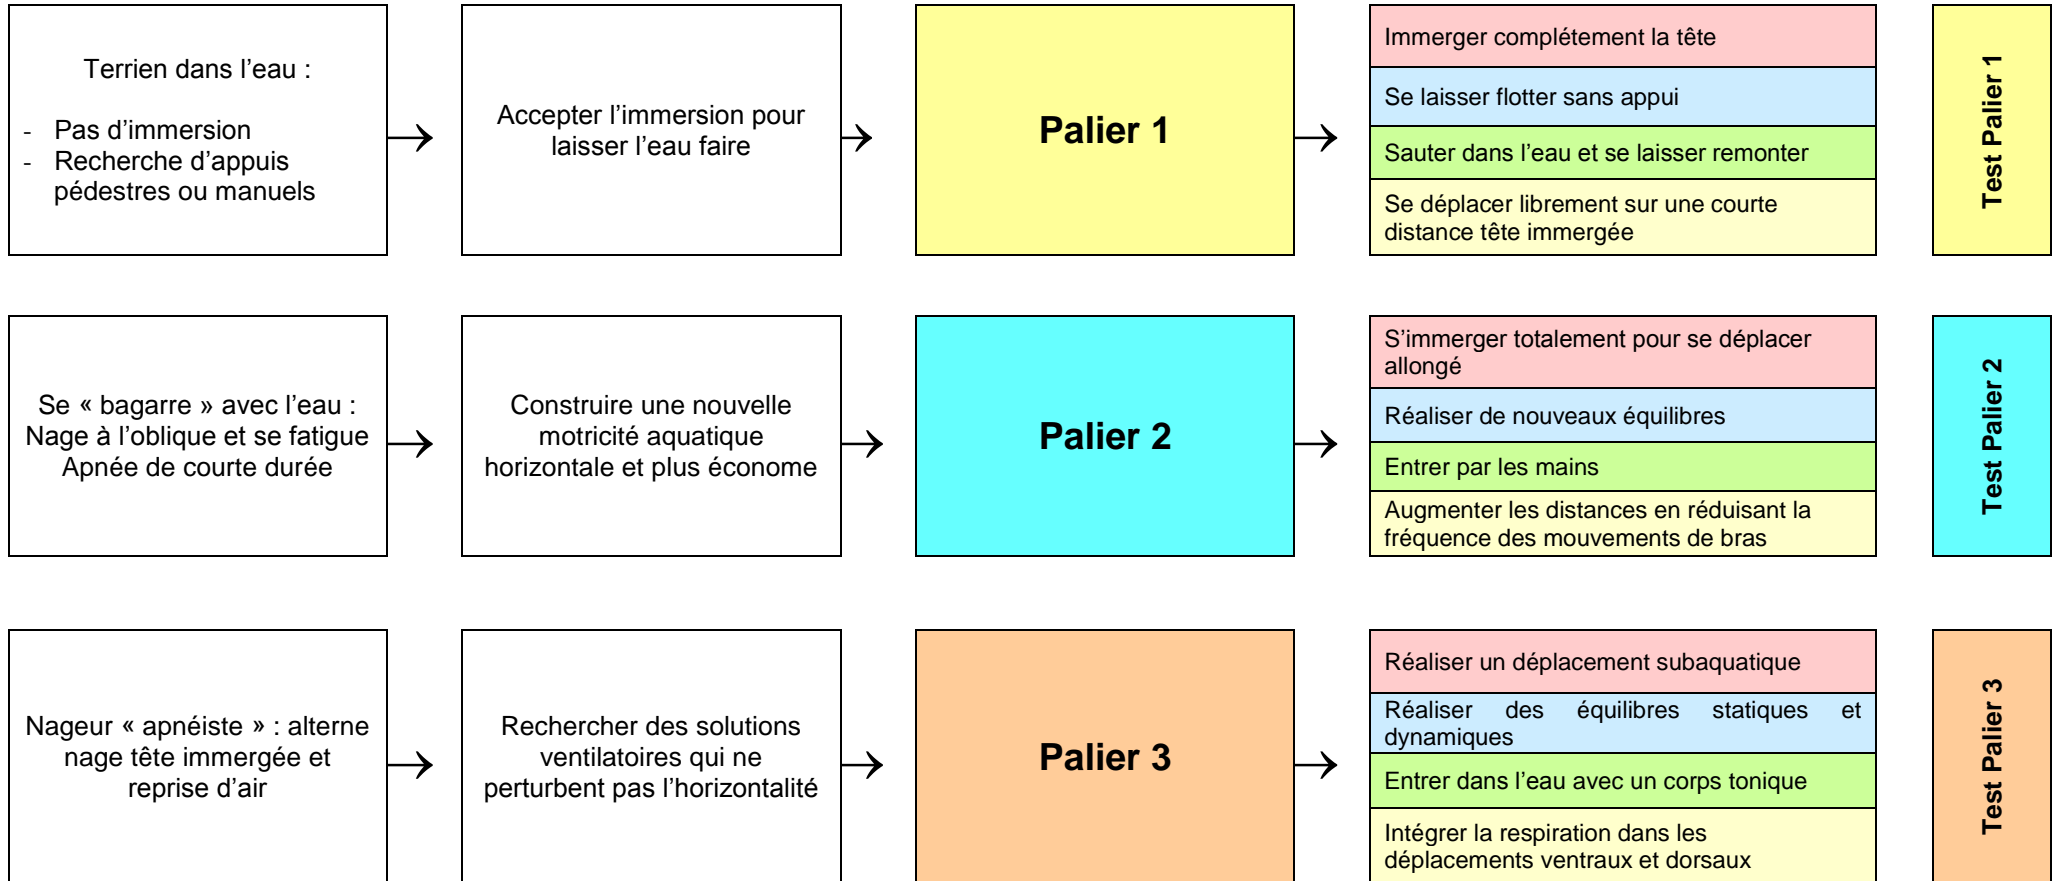 Terrien dans l’eau :
- Pas d’immersion
- Recherche d’appuis
pédestres ou manuels
Accepter l’immersion pour
laisser l’eau faire
Palier 1
Immerger complétement la tête
Se laisser flotter sans appui
Sauter dans l’eau et se laisser remonter
Se déplacer librement sur une courte
distance tête immergée
Test Palier 1
Se « bagarre » avec l’eau :
Nage à l’oblique et se fatigue
Apnée de courte durée
Construire une nouvelle
motricité aquatique
horizontale et plus économe
Palier 2
S’immerger totalement pour se déplacer
allongé
Réaliser de nouveaux équilibres
Entrer par les mains
Augmenter les distances en réduisant la
fréquence des mouvements de bras
Test Palier 2
Nageur « apnéiste » : alterne
nage tête immergée et
reprise d’air
Rechercher des solutions
ventilatoires qui ne
perturbent pas l’horizontalité
Palier 3
Réaliser un déplacement subaquatique
Réaliser des équilibres statiques et
dynamiques
Entrer dans l’eau avec un corps tonique
Intégrer la respiration dans les
déplacements ventraux et dorsaux
Test Palier 3